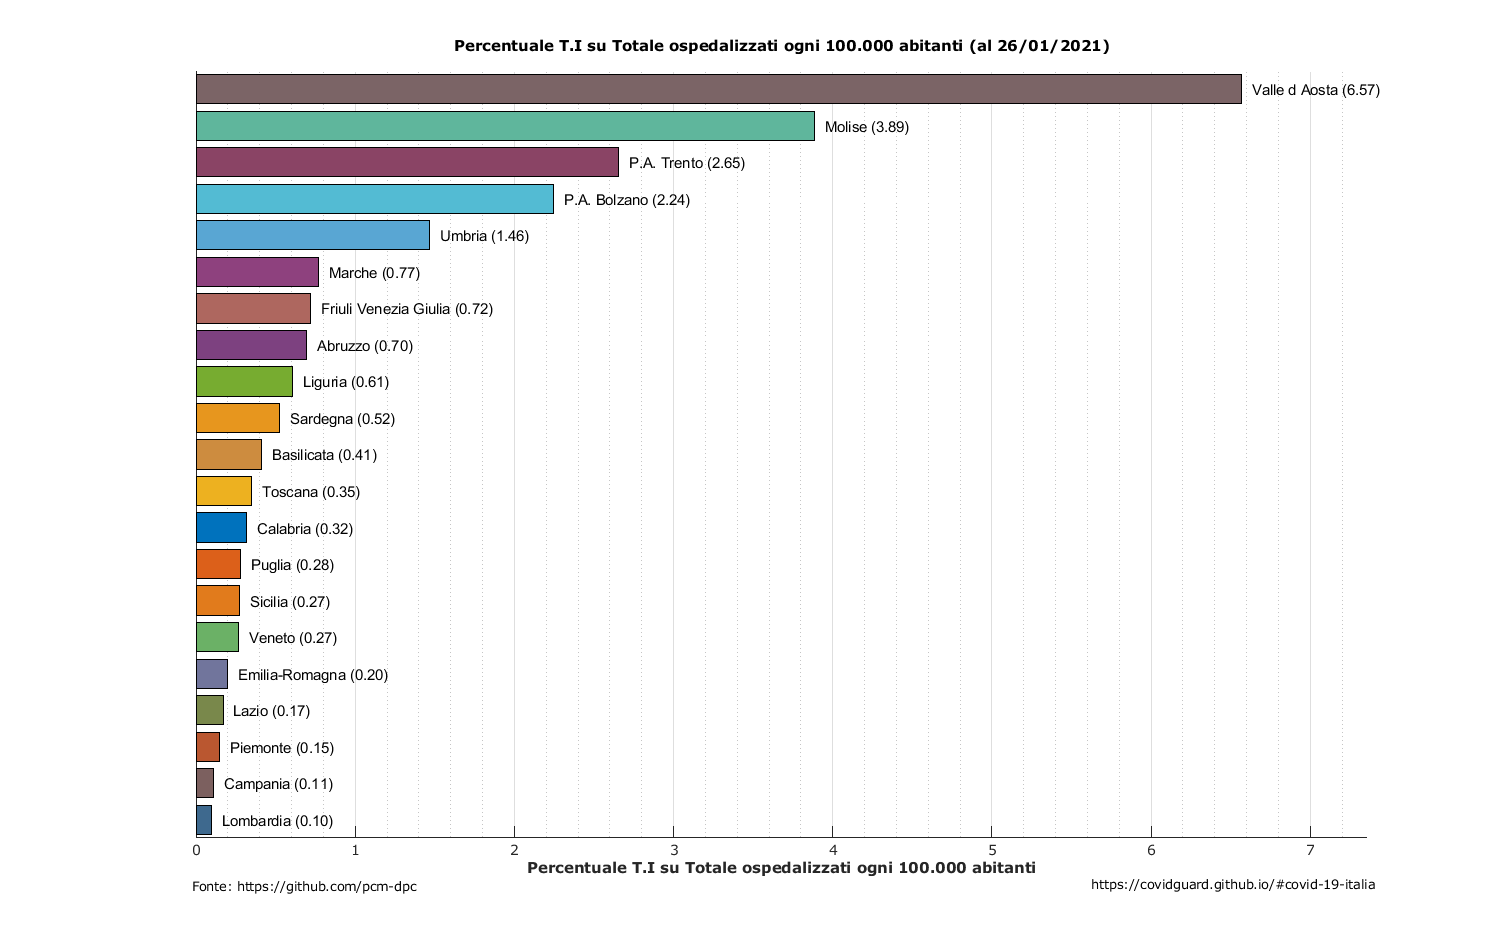 Percentuale T.I su Totale ospedalizzati ogni 100.000 abitanti (al 26/01/2021)
Valle d Aosta (6.57)
Molise (3.89)
P.A. Trento (2.65)
P.A. Bolzano (2.24)
Umbria (1.46)
Marche (0.77)
Friuli Venezia Giulia (0.72)
Abruzzo (0.70)
Liguria (0.61)
Sardegna (0.52)
Basilicata (0.41)
Toscana (0.35)
Calabria (0.32)
Puglia (0.28)
Sicilia (0.27)
Veneto (0.27)
Emilia-Romagna (0.20)
Lazio (0.17)
Piemonte (0.15)
Campania (0.11)
Lombardia (0.10)
0 1 2 3 4 5 6 7
Percentuale T.I su Totale ospedalizzati ogni 100.000 abitanti
Fonte: https://github.com/pcm-dpc
https://covidguard.github.io/#covid-19-italia